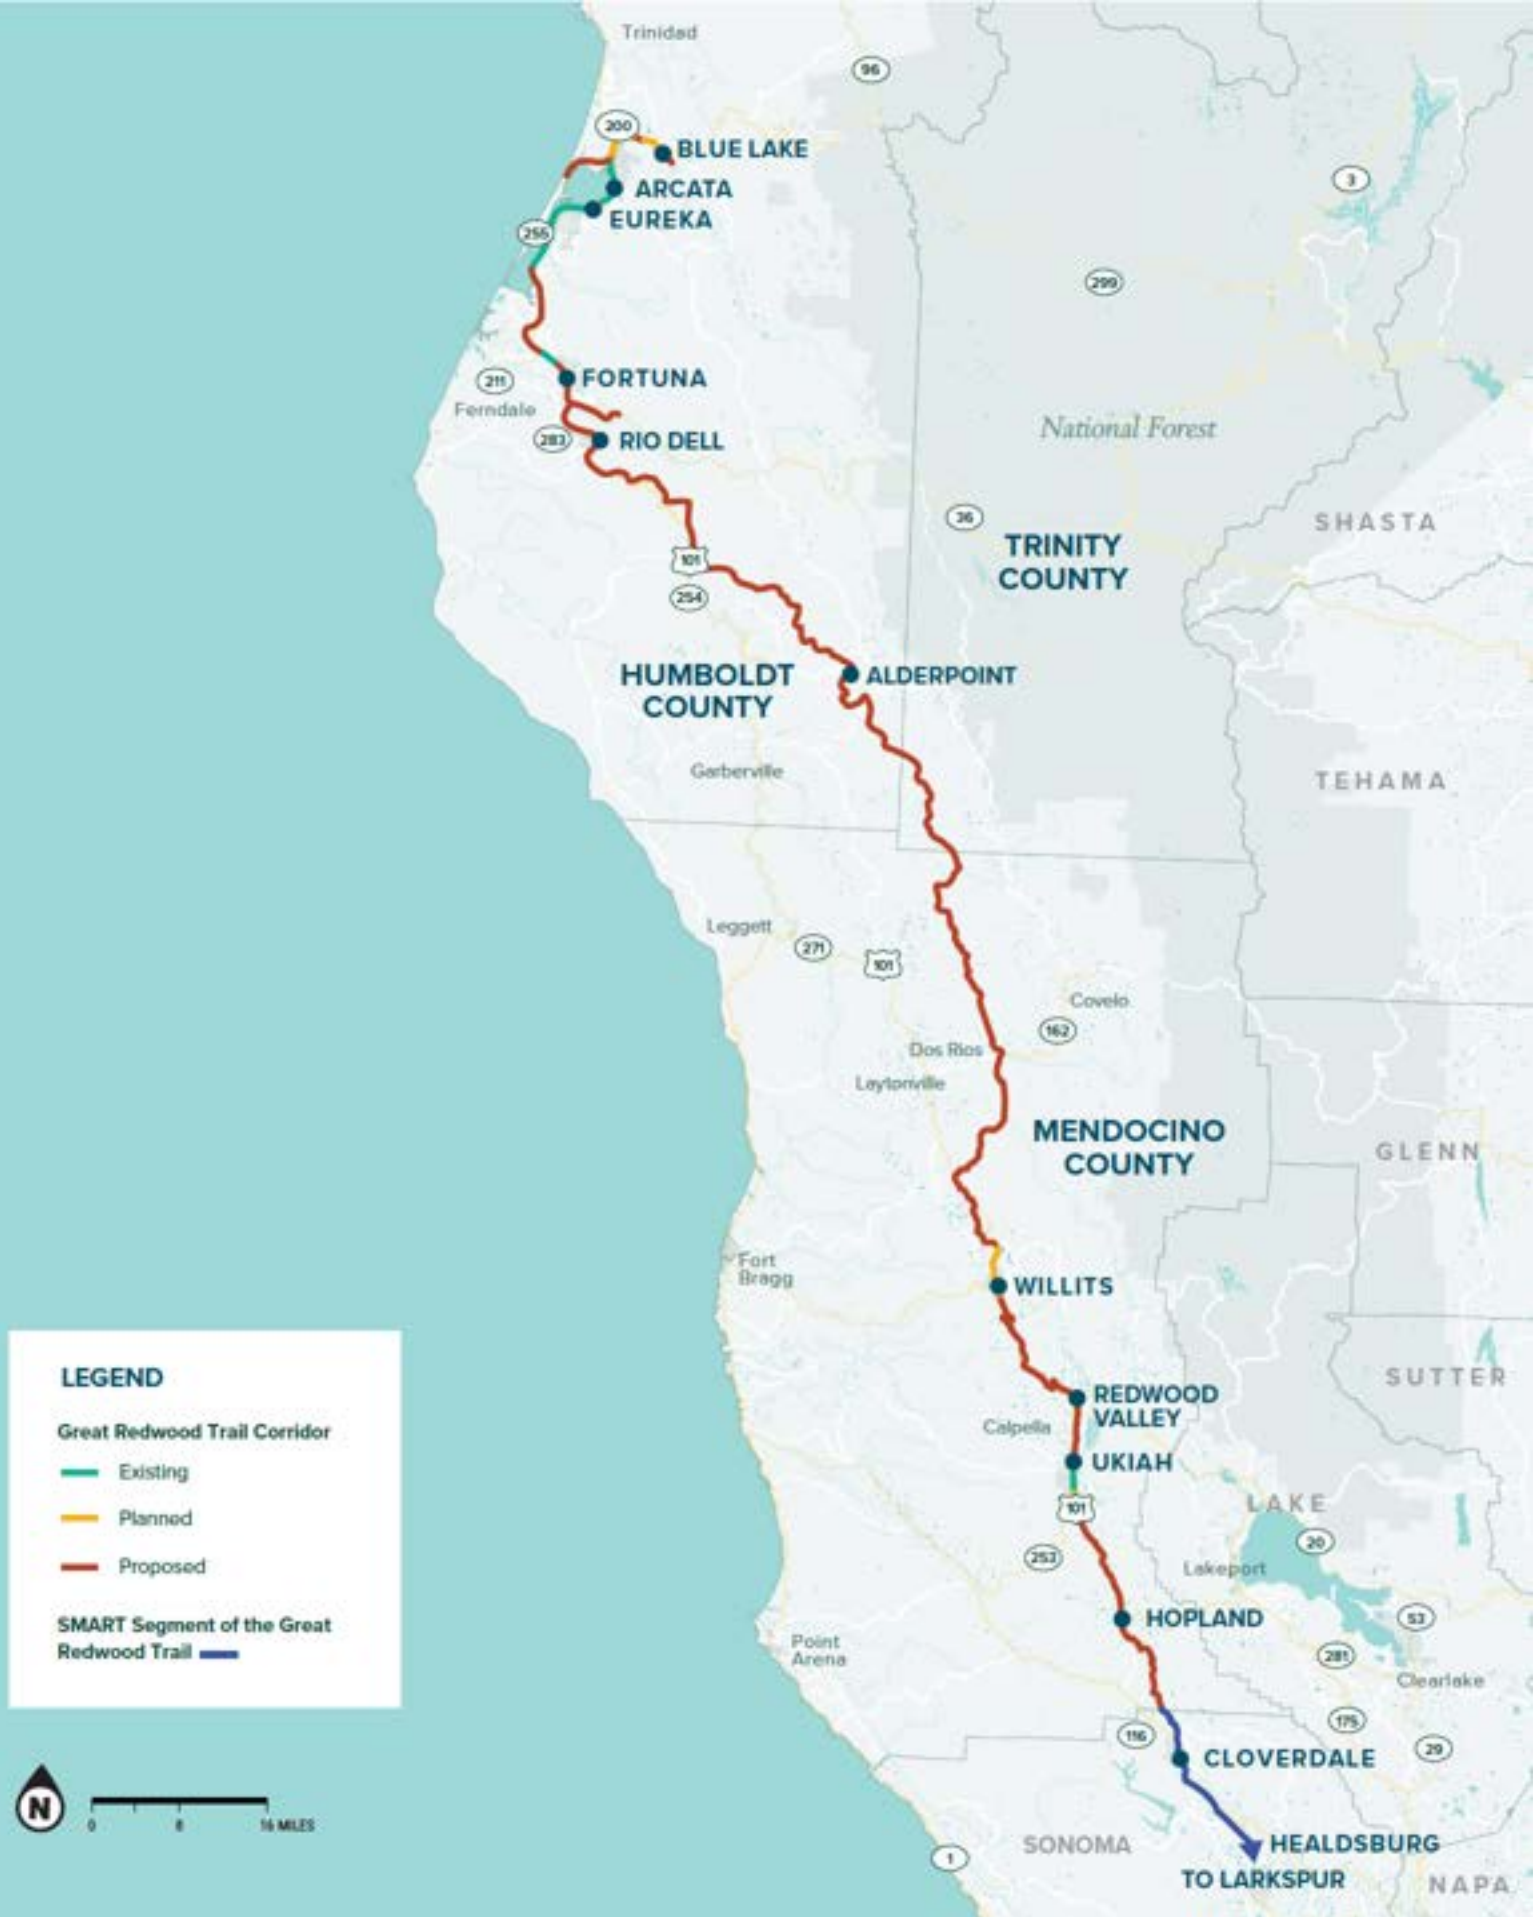 Trinidad
96
200
BLUE LAKE
3
ARCATA
EUREKA
255
299
211
FORTUNA
Ferndale
National Forest
283
RIO DELL
36
SHASTA
TRINITY
COUNTY
101
254
HUMBOLDT
COUNTY
ALDERPOINT
Garberville
TEHAMA
Leggett
271
101
Covelo
162
Dos Rios
Laytonville
MENDOCINO
COUNTY
GLENN
Fort
Bragg
WILLITS
SUTTER
REDWOOD
VALLEY
Calpella
UKIAH
101
LAKE
20
253
Lakeport
HOPLAND
53
Point
Arena
281
Clearlake
175
116
29
CLOVERDALE
SONOMA
HEALDSBURG
1
TO LARKSPUR
NAPA
LEGEND
Great Redwood Trail Corridor
Existing
Planned
Proposed
SMART Segment of the Great
Redwood Trail
N
0 8 16 MILES